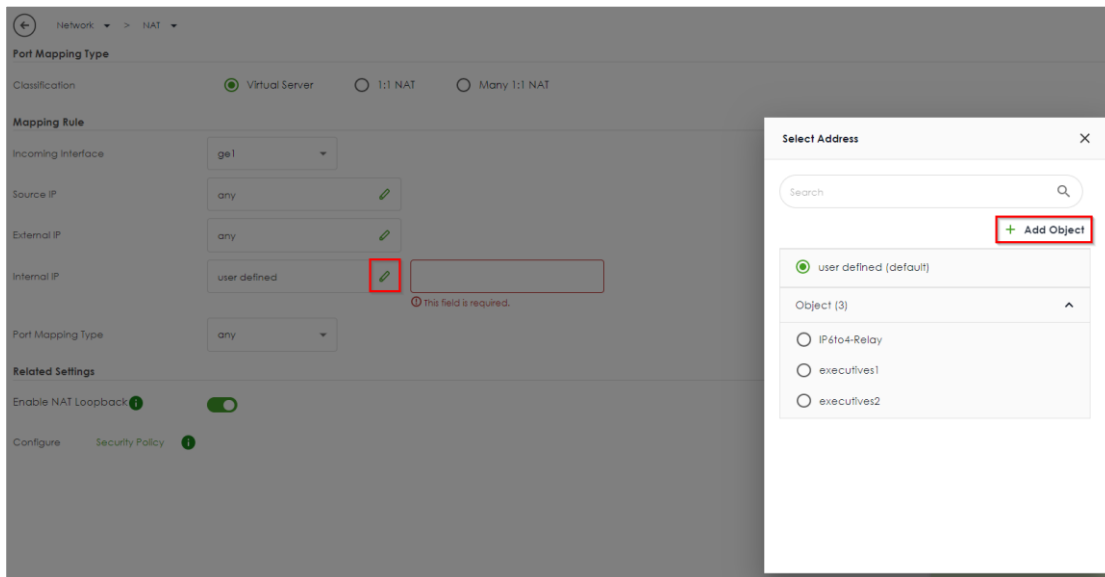 Network > NAT
Port Mapping Type
Classification Virtual Server 1:1 NAT Many 1:1 NAT
Mapping Rule
Incoming Interface ge1
Source IP any
External IP any
Internal IP user defined
This field is required.
Port Mapping Type any
Related Settings
Enable NAT Loopback
Configure Security Policy
Select Address
Search
+ Add Object
user defined (default)
Object (3)
IP6to4-Relay
executives1
executives2